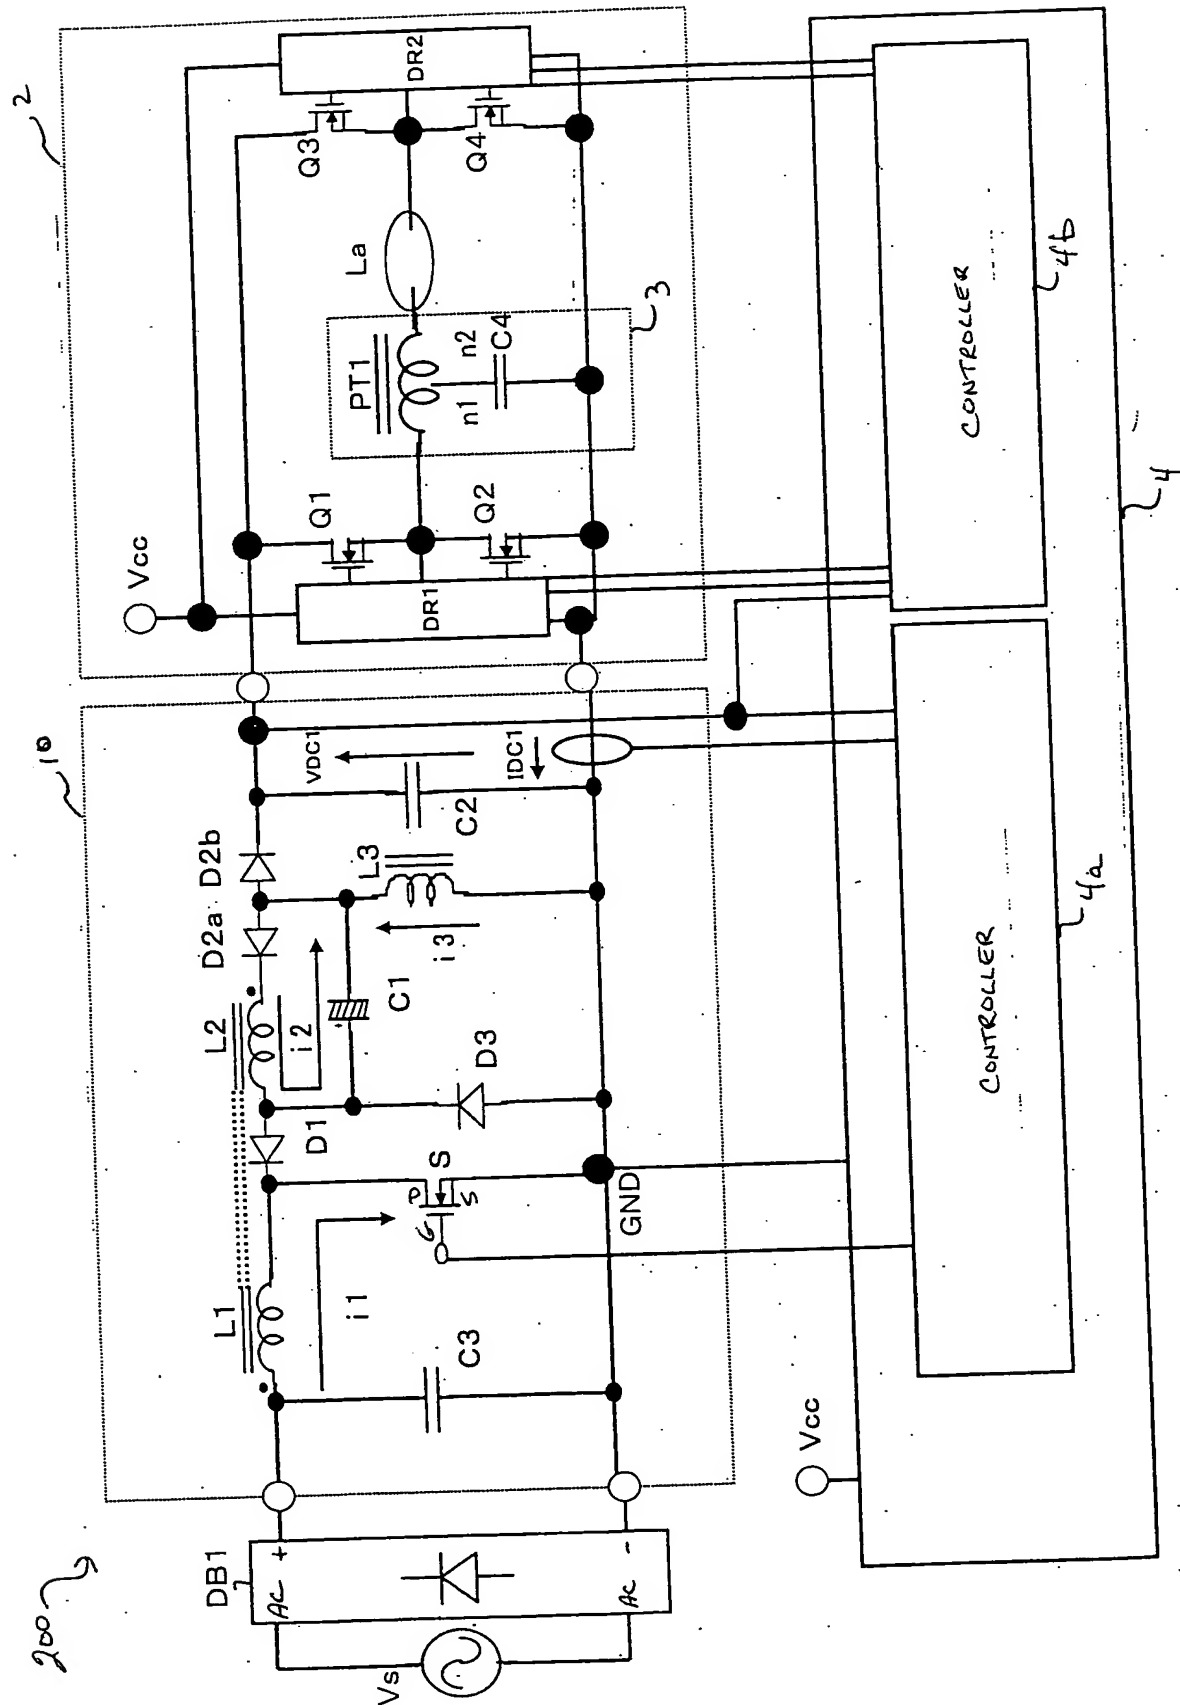 200
Vs
DB1
AC +
AC -
10
L1
i1
C3
D
G
S
S
GND
D1
L2
i2
C1
D3
D2a
D2b
L3
i3
C2
VDC1
IDC1
2
Vcc
DR1
Q1
Q2
PT1
n1
n2
C4
3
La
Q3
Q4
DR2
Vcc
CONTROLLER
4a
CONTROLLER
4b
4